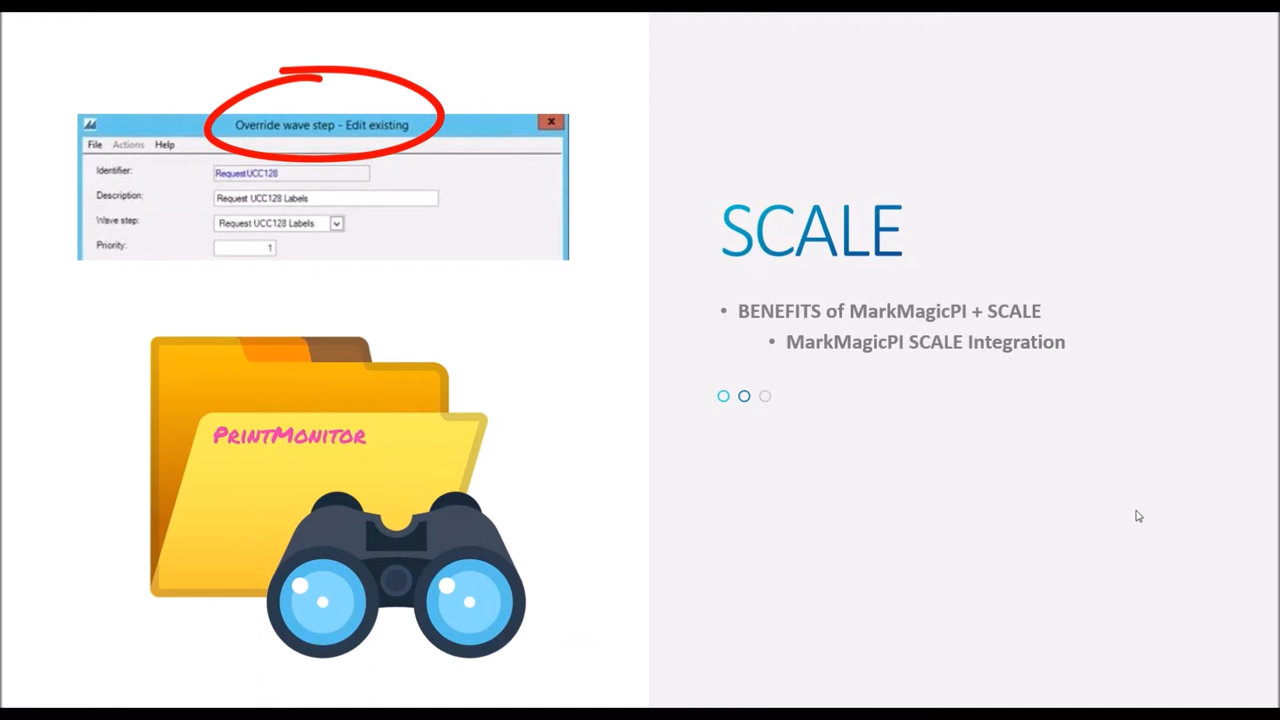 Override wave step - Edit existing
x
File Actions Help
Identifier: RequestUCC128
Description: Request UCC128 Labels
Wave step: Request UCC128 Labels
Priority: 1
PrintMonitor
SCALE
• BENEFITS of MarkMagicPI + SCALE
• MarkMagicPI SCALE Integration